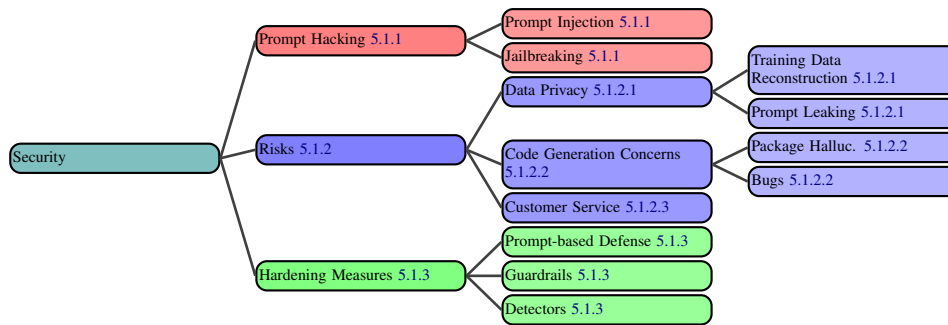 Security
Prompt Hacking 5.1.1
Prompt Injection 5.1.1
Jailbreaking 5.1.1
Risks 5.1.2
Data Privacy 5.1.2.1
Training Data
Reconstruction 5.1.2.1
Prompt Leaking 5.1.2.1
Code Generation Concerns
5.1.2.2
Package Halluc. 5.1.2.2
Bugs 5.1.2.2
Customer Service 5.1.2.3
Hardening Measures 5.1.3
Prompt-based Defense 5.1.3
Guardrails 5.1.3
Detectors 5.1.3